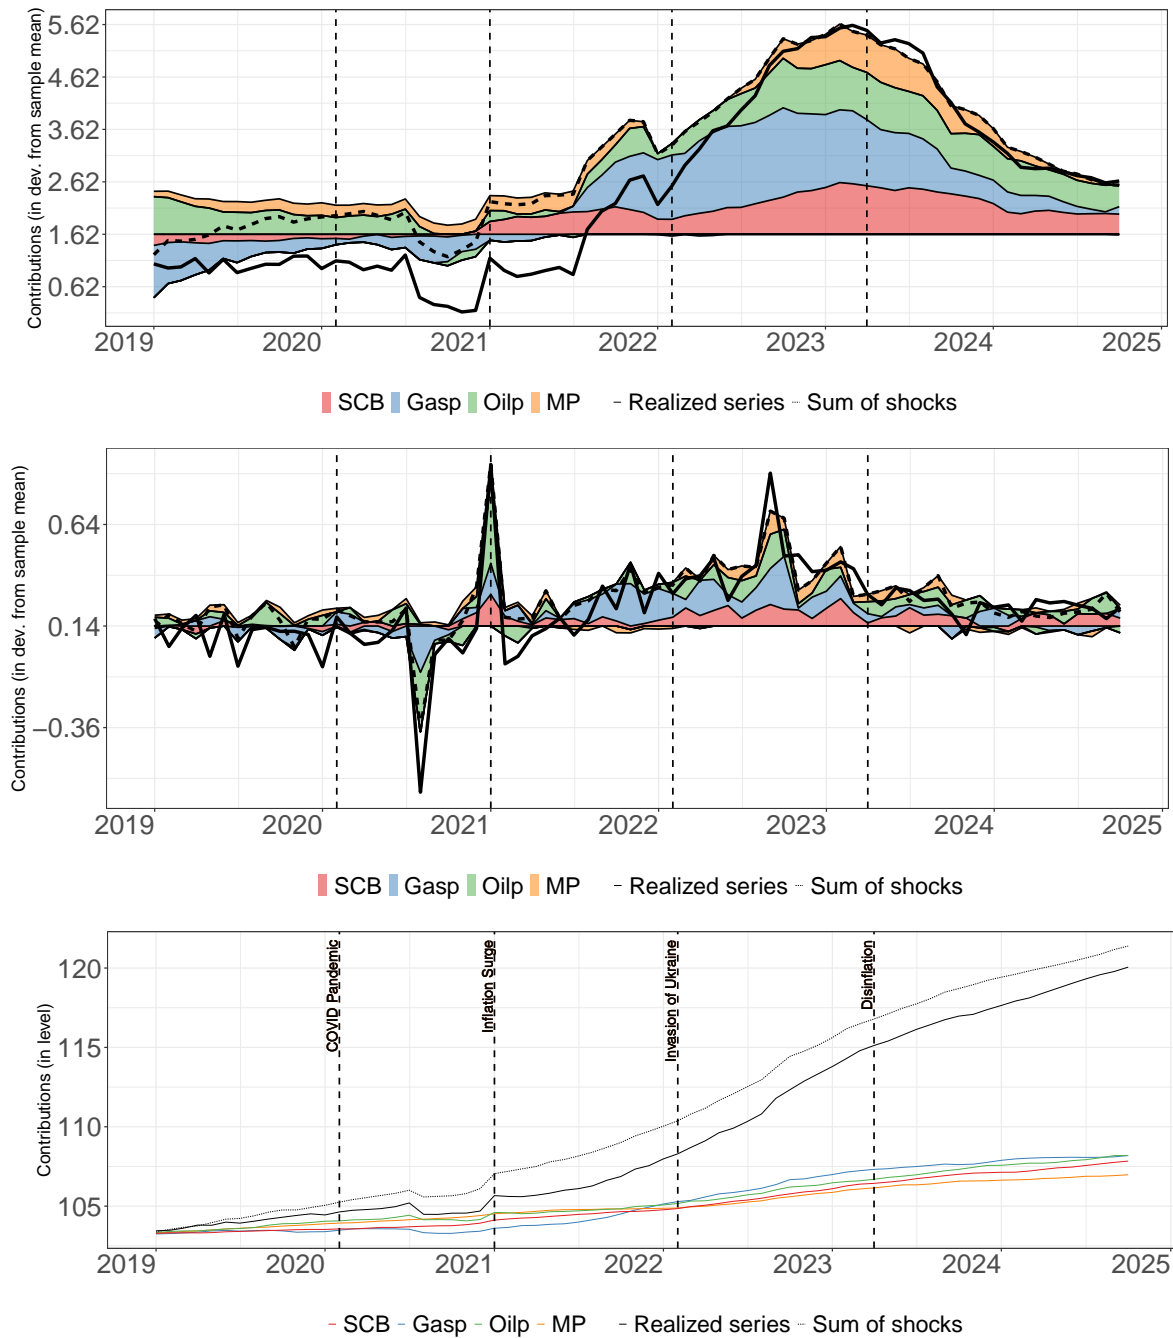 Contributions (in dev. from sample mean)
5.62
4.62
3.62
2.62
1.62
0.62
2019 2020 2021 2022 2023 2024 2025
SCB Gasp Oilp MP Realized series Sum of shocks
Contributions (in dev. from sample mean)
0.64
0.14
−0.36
2019 2020 2021 2022 2023 2024 2025
SCB Gasp Oilp MP Realized series Sum of shocks
Contributions (in level)
120
115
110
105
COVID Pandemic
Inflation Surge
Invasion of Ukraine
Disinflation
2019 2020 2021 2022 2023 2024 2025
SCB Gasp Oilp MP Realized series Sum of shocks